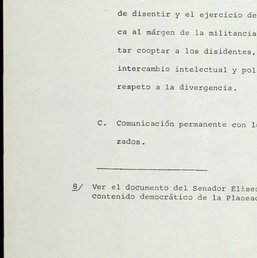 de disentir y el ejercicio de
ca al márgen de la militancia
tar cooptar a los disidentes,
intercambio intelectual y pol
respeto a la divergencia.
C. Comunicación permanente con l
zados.
8/ Ver el documento del Senador Elise
contenido democrático de la Planea